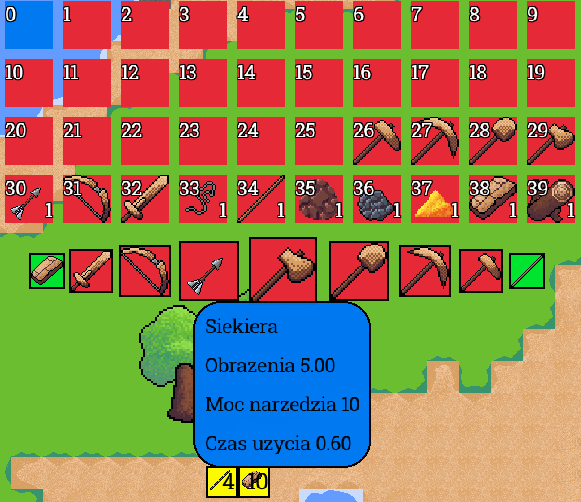 0 1 2 3 4 5 6 7 8 9
10 11 12 13 14 15 16 17 18 19
20 21 22 23 24 25 26 27 28 29
30 31 32 33 34 35 36 37 38 39
1 1 1 1 1 1 1 1
Siekiera
Obrazenia 5.00
Moc narzedzia 10
Czas uzycia 0.60
4 10